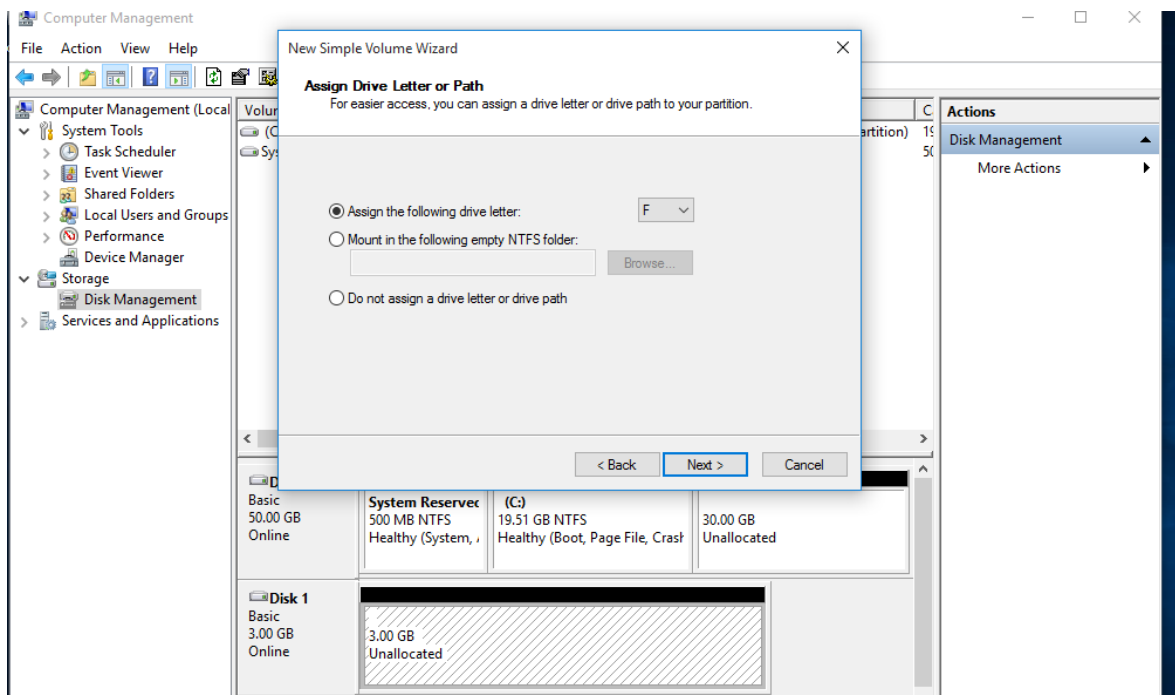 Computer Management
File Action View Help
Computer Management (Local
System Tools
Task Scheduler
Event Viewer
Shared Folders
Local Users and Groups
Performance
Device Manager
Storage
Disk Management
Services and Applications
Volur
(C
Sys
artition) 19
50
C
Actions
Disk Management
More Actions
New Simple Volume Wizard
Assign Drive Letter or Path
For easier access, you can assign a drive letter or drive path to your partition.
Assign the following drive letter: F
Mount in the following empty NTFS folder:
Browse...
Do not assign a drive letter or drive path
< Back Next > Cancel
D
Basic
50.00 GB
Online
System Reservec
500 MB NTFS
Healthy (System, A
(C:)
19.51 GB NTFS
Healthy (Boot, Page File, Crash
30.00 GB
Unallocated
Disk 1
Basic
3.00 GB
Online
3.00 GB
Unallocated